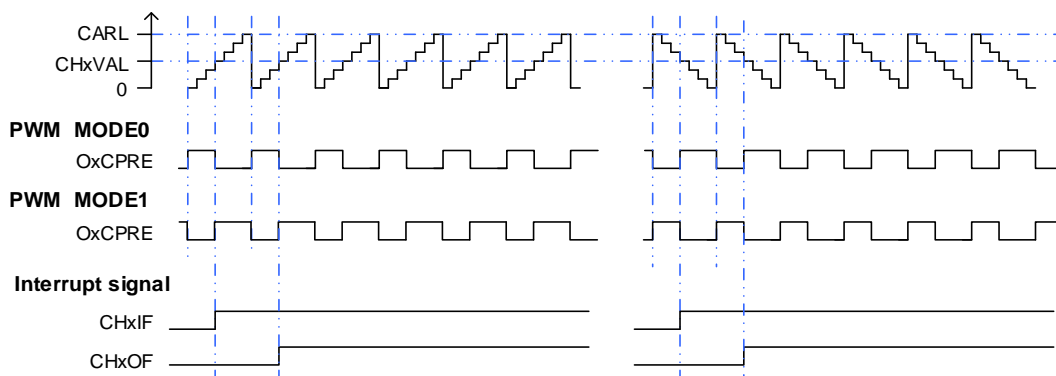 CARL
CHxVAL
0
PWM MODE0
OxCPRE
PWM MODE1
OxCPRE
Interrupt signal
CHxIF
CHxOF